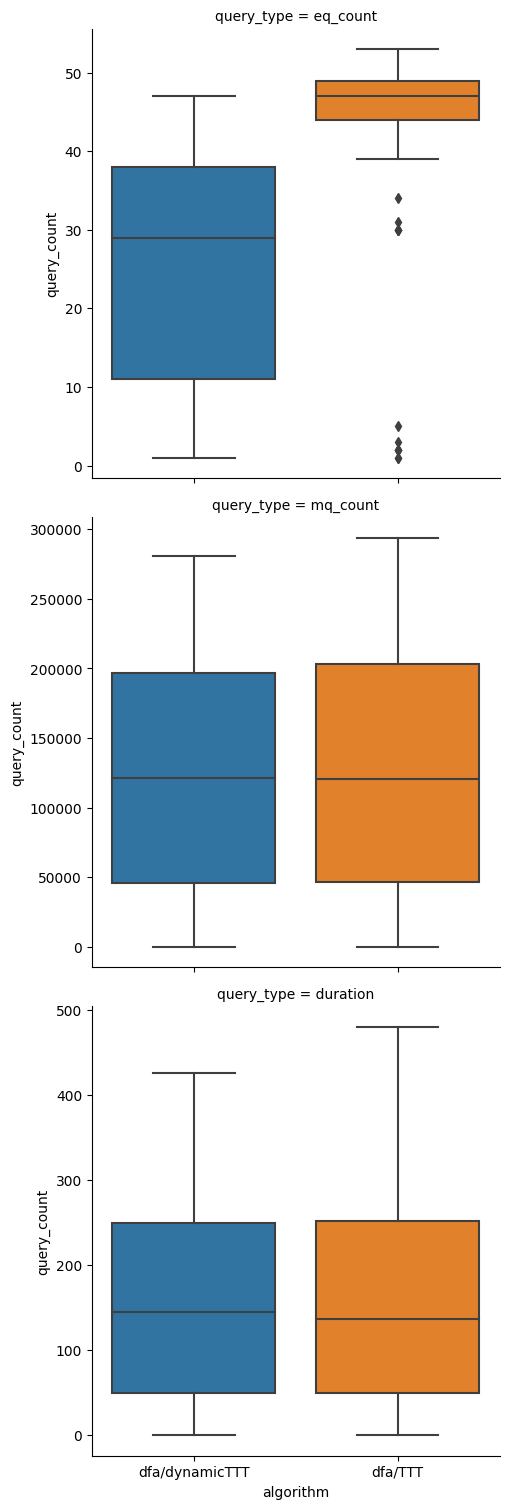 query_type = eq_count
50
40
30
20
10
0
query_count
query_type = mq_count
300000
250000
200000
150000
100000
50000
0
query_count
query_type = duration
500
400
300
200
100
0
query_count
dfa/dynamicTTT dfa/TTT
algorithm